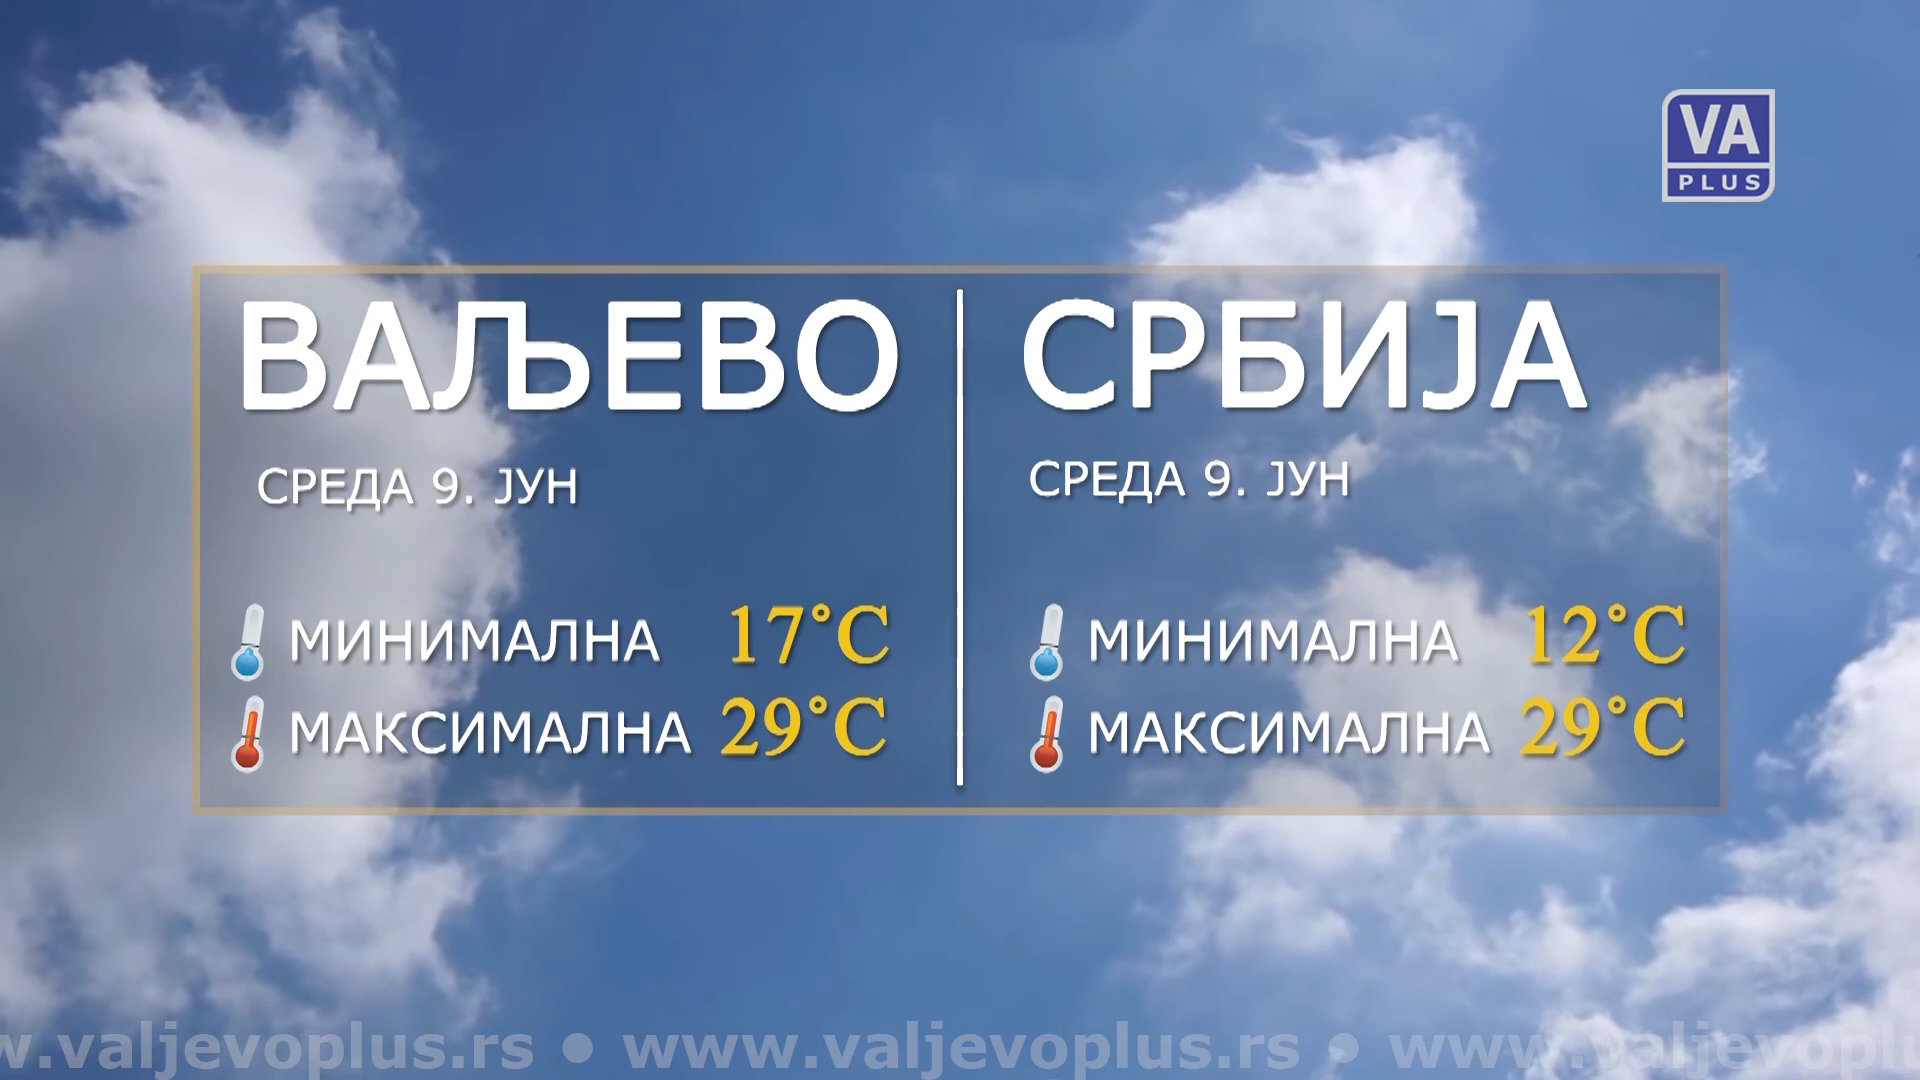 VA
PLUS
ВАЉЕВО
СРЕДА 9. ЈУН
МИНИМАЛНА 17°C
МАКСИМАЛНА 29°C
СРБИЈА
СРЕДА 9. ЈУН
МИНИМАЛНА 12°C
МАКСИМАЛНА 29°C
w.valjevoplus.rs • www.valjevoplus.rs • www.valjevoplu